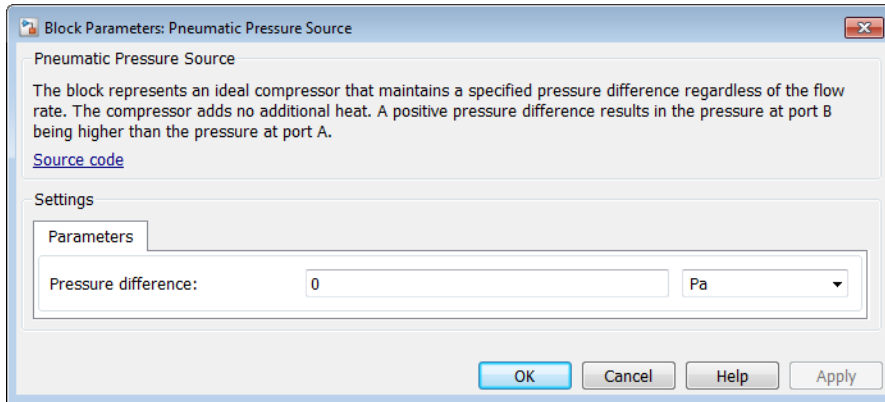 Block Parameters: Pneumatic Pressure Source
Pneumatic Pressure Source
The block represents an ideal compressor that maintains a specified pressure difference regardless of the flow
rate. The compressor adds no additional heat. A positive pressure difference results in the pressure at port B
being higher than the pressure at port A.
Source code
Settings
Parameters
Pressure difference: 0 Pa
OK Cancel Help Apply